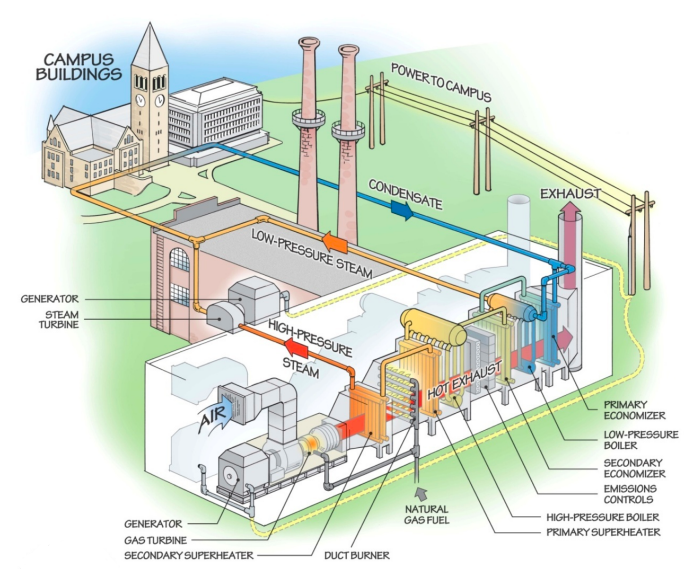 CAMPUS
BUILDINGS
POWER TO CAMPUS
EXHAUST
CONDENSATE
LOW-PRESSURE STEAM
GENERATOR
STEAM
TURBINE
HIGH-PRESSURE
STEAM
HOT EXHAUST
AIR
PRIMARY
ECONOMIZER
LOW-PRESSURE
BOILER
SECONDARY
ECONOMIZER
EMISSIONS
CONTROLS
NATURAL
GAS FUEL
HIGH-PRESSURE BOILER
PRIMARY SUPERHEATER
GENERATOR
GAS TURBINE
SECONDARY SUPERHEATER
DUCT BURNER